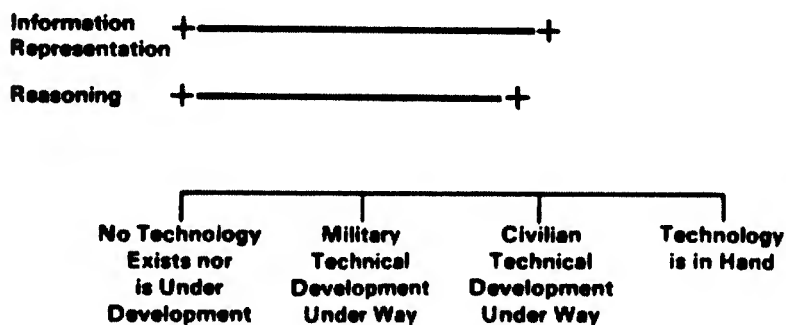 Information
Representation
Reasoning
No Technology
Exists nor
is Under
Development
Military
Technical
Development
Under Way
Civilian
Technical
Development
Under Way
Technology
is in Hand